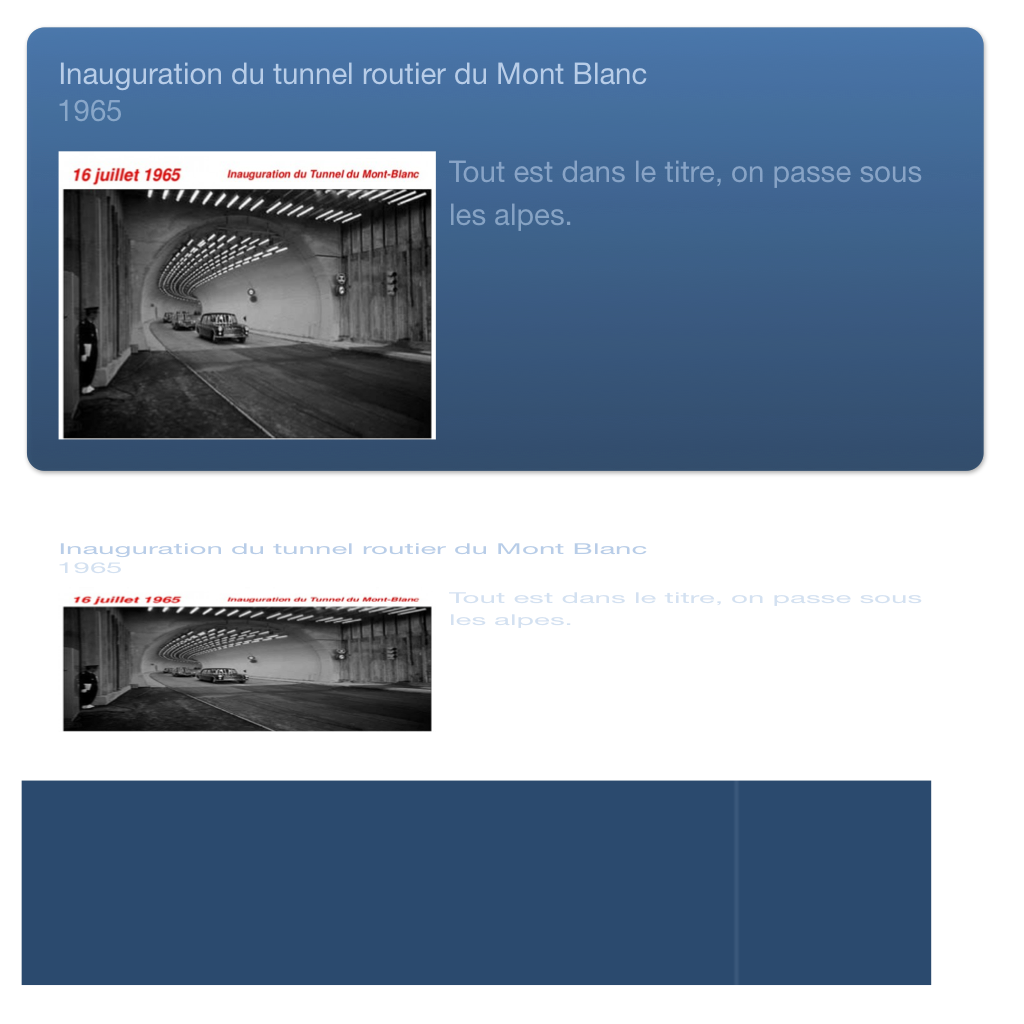 Inauguration du tunnel routier du Mont Blanc
1965
16 juillet 1965 Inauguration du Tunnel du Mont-Blanc
Tout est dans le titre, on passe sous
les alpes.
Inauguration du tunnel routier du Mont Blanc
1965
16 juillet 1965 Inauguration du Tunnel du Mont-Blanc
Tout est dans le titre, on passe sous
les alpes.